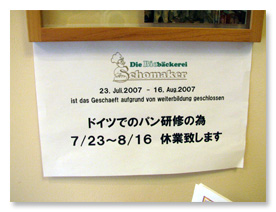 Die Biobäckerei
Schomaker
23. Juli.2007 - 16. Aug.2007
ist das Geschaeft aufgrund von weiterbildung geschlossen
ドイツでのパン研修の為
7/23～8/16 休業致します